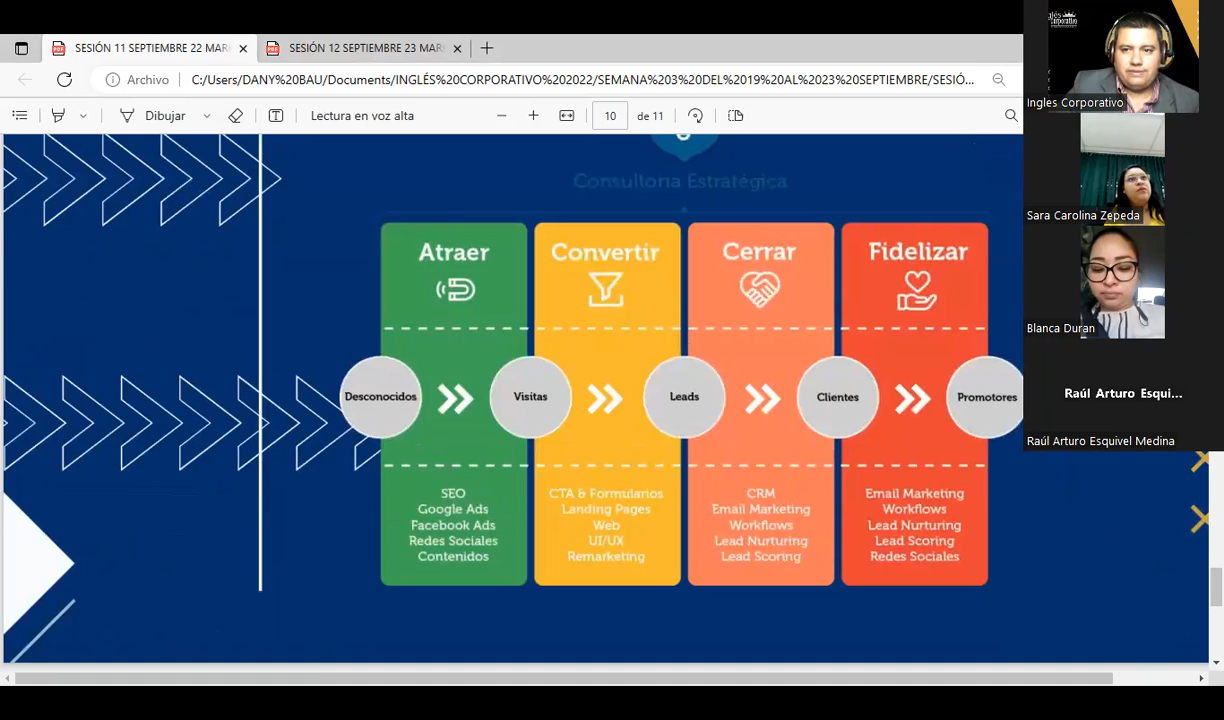 SESIÓN 11 SEPTIEMBRE 22 MAR
SESIÓN 12 SEPTIEMBRE 23 MAR
Archivo
C:/Users/DANY%20BAU/Documents/INGLÉS%20CORPORATIVO%202022/SEMANA%203%20DEL%2019%20AL%2023%20SEPTIEMBRE/SESIÓ...
Dibujar
Lectura en voz alta
10
de 11
Consultoría Estratégica
Atraer
Convertir
Cerrar
Fidelizar
Desconocidos
Visitas
Leads
Clientes
Promotores
SEO
Google Ads
Facebook Ads
Redes Sociales
Contenidos
CTA & Formularios
Landing Pages
Web
UI/UX
Remarketing
CRM
Email Marketing
Workflows
Lead Nurturing
Lead Scoring
Email Marketing
Workflows
Lead Nurturing
Lead Scoring
Redes Sociales
Ingles Corporativo
Sara Carolina Zepeda
Blanca Duran
Raúl Arturo Esqui...
Raúl Arturo Esquivel Medina